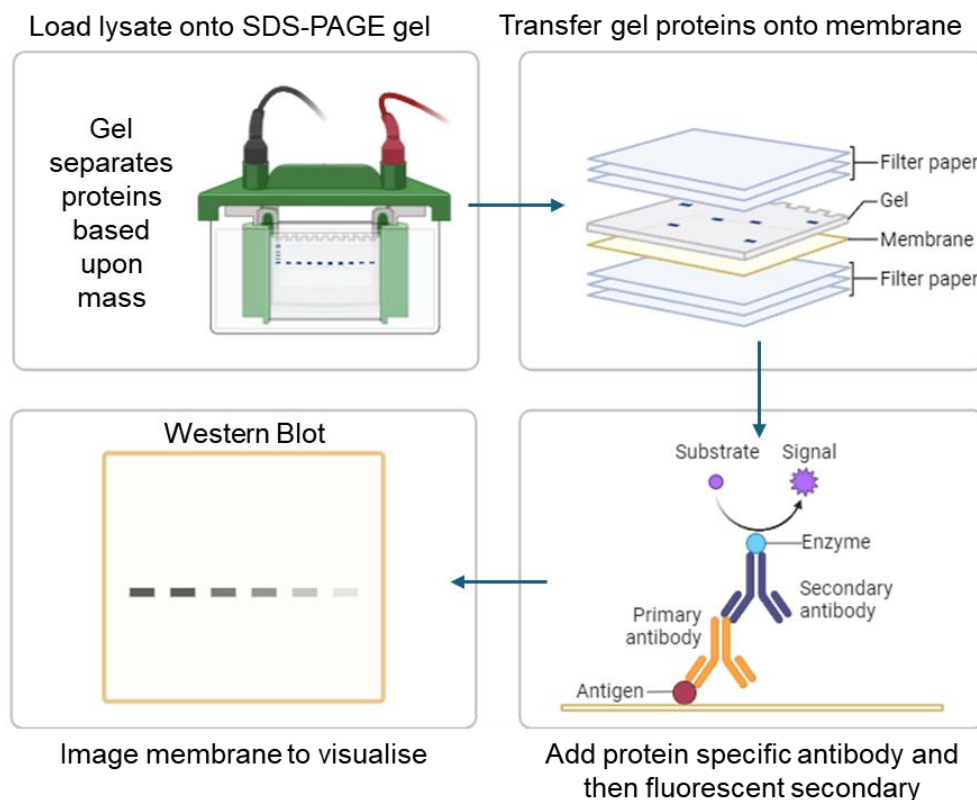 Load lysate onto SDS-PAGE gel
Gel
separates
proteins
based
upon
mass
Transfer gel proteins onto membrane
Filter paper
Gel
Membrane
Filter paper
Substrate
Signal
Enzyme
Secondary
antibody
Primary
antibody
Antigen
Add protein specific antibody and
then fluorescent secondary
Western Blot
Image membrane to visualise